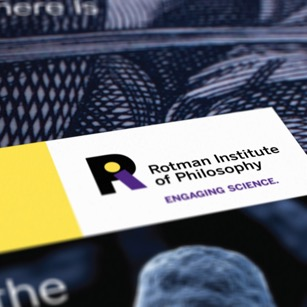 here is
Rotman Institute
of Philosophy
ENGAGING SCIENCE.
the